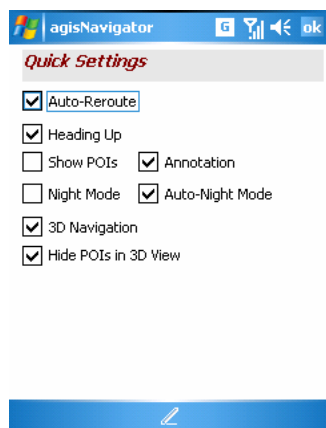 agisNavigator G ok
Quick Settings
Auto-Reroute
Heading Up
Show POIs Annotation
Night Mode Auto-Night Mode
3D Navigation
Hide POIs in 3D View